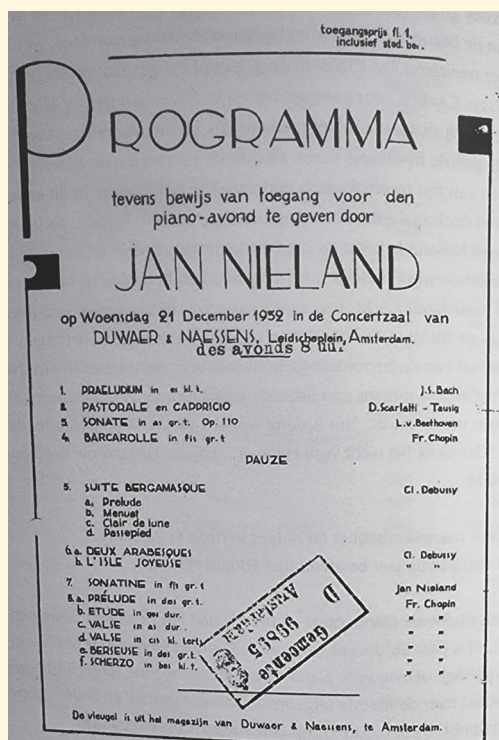 toegangsprijs fl. 1,
inclusief sted. bel.
PROGRAMMA
tevens bewijs van toegang voor den
piano-avond te geven door
JAN NIELAND
op Woensdag 21 December 1932 in de Concertzaal van
DUWAER & NAESSENS, Leidscheplein, Amsterdam.
des avonds 8 uur.
1. PRAELUDIUM in es kl. t. J.S. Bach
2. PASTORALE en CAPPRICIO D. Scarlatti - Tausig
3. SONATE in as gr. t. Op. 110 L.v. Beethoven
4. BARCAROLLE in fis gr. t Fr. Chopin
PAUZE
5. SUITE BERGAMASQUE Cl. Debussy
a. Prelude
b. Menuet
c. Clair de lune
d. Passepied
6.a. DEUX ARABESQUES Cl. Debussy
b. L'ISLE JOYEUSE " "
7. SONATINE in fis gr. t Jan Nieland
8.a. PRÉLUDE in des gr. t. Fr. Chopin
b. ETUDE in ges dur. " "
c. VALSE in as dur. " "
d. VALSE in cis kl. terts " "
e. BERSEUSE in des gr. t. " "
f. SCHERZO in bes kl. t. " "
Gemeente
99825 D
Amsterdam
De vleugel is uit het magazijn van Duwaer & Naessens, te Amsterdam.